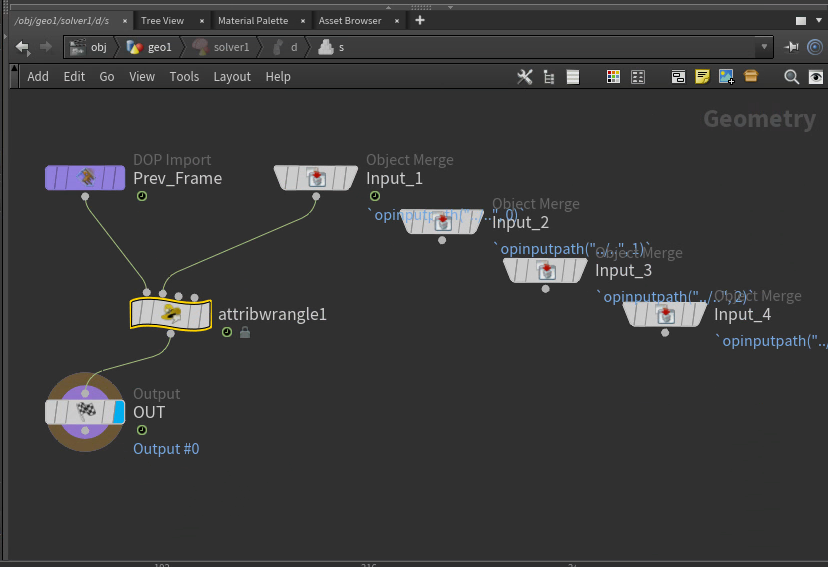 /obj/geo1/solver1/d/s × Tree View × Material Palette × Asset Browser ×
obj geo1 solver1 d s
Add Edit Go View Tools Layout Help
Geometry
DOP Import
Prev_Frame
Object Merge
Input_1
`opinputpath("../..",0)`
Object Merge
Input_2
`opinputpath("../..",1)`
Object Merge
Input_3
`opinputpath("../..",2)`
Object Merge
Input_4
`opinputpath("../
attribwrangle1
Output
OUT
Output #0